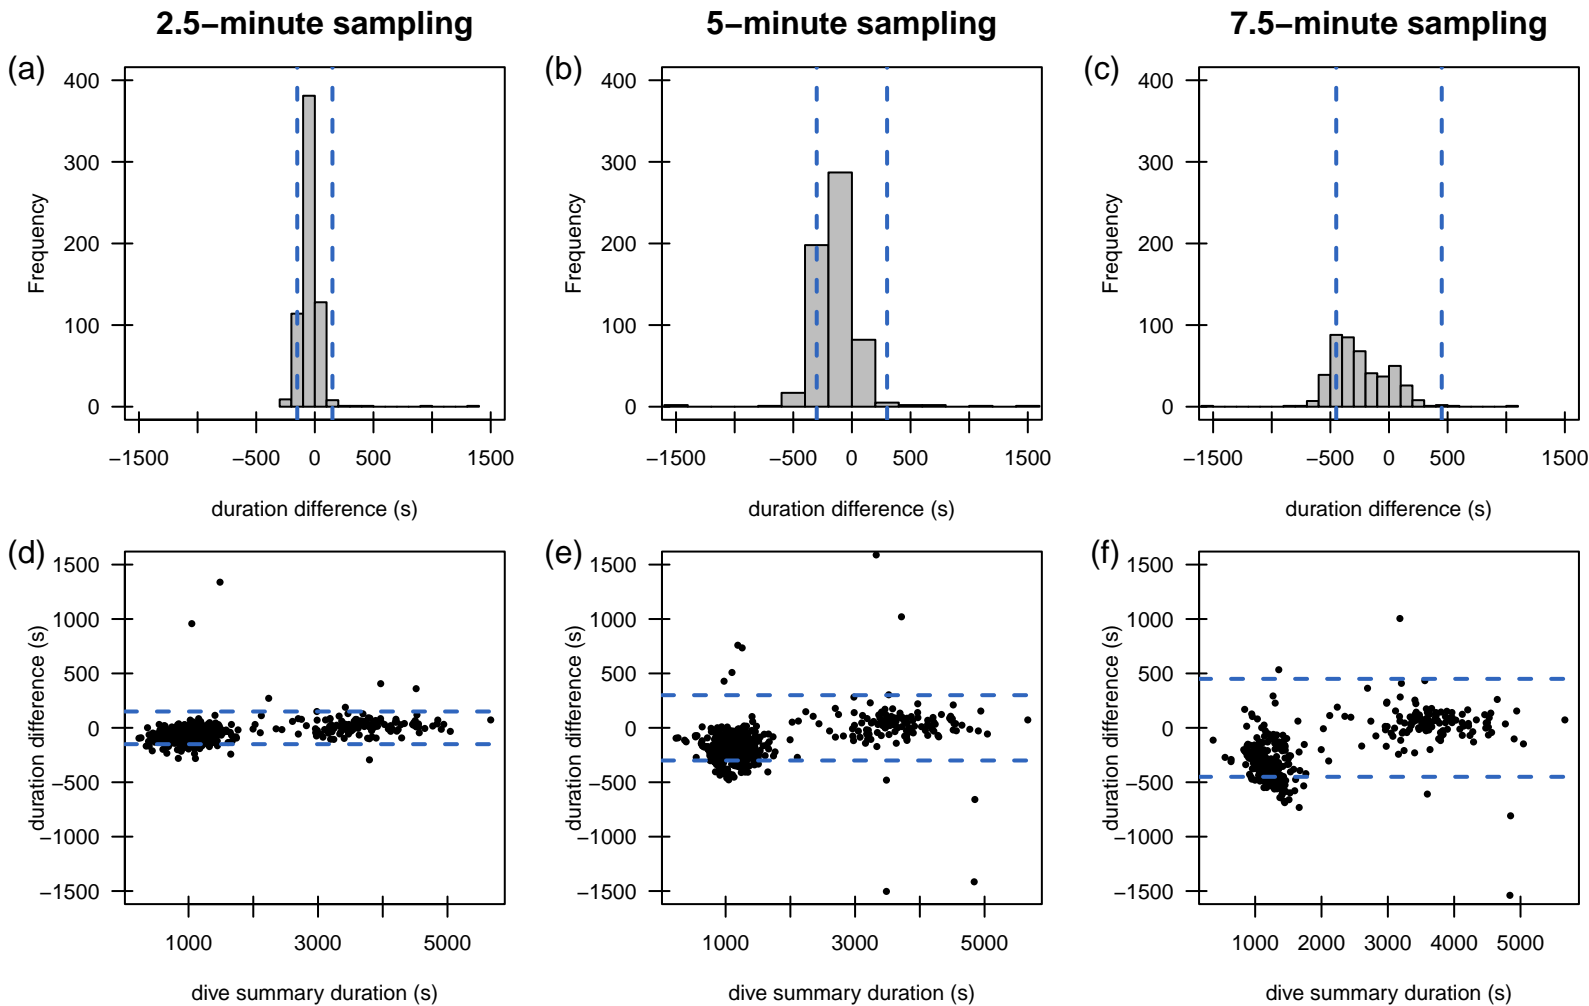 2.5−minute sampling
5−minute sampling
7.5−minute sampling
(a)
400
300
200
100
0
Frequency
−1500 −500 0 500 1500
duration difference (s)
(b)
400
300
200
100
0
Frequency
−1500 −500 0 500 1500
duration difference (s)
(c)
400
300
200
100
0
Frequency
−1500 −500 0 500 1500
duration difference (s)
(d)
1500
1000
500
0
−500
−1000
−1500
duration difference (s)
1000 3000 5000
dive summary duration (s)
(e)
1500
1000
500
0
−500
−1000
−1500
duration difference (s)
1000 3000 5000
dive summary duration (s)
(f)
1500
1000
500
0
−500
−1000
−1500
duration difference (s)
1000 2000 3000 4000 5000
dive summary duration (s)